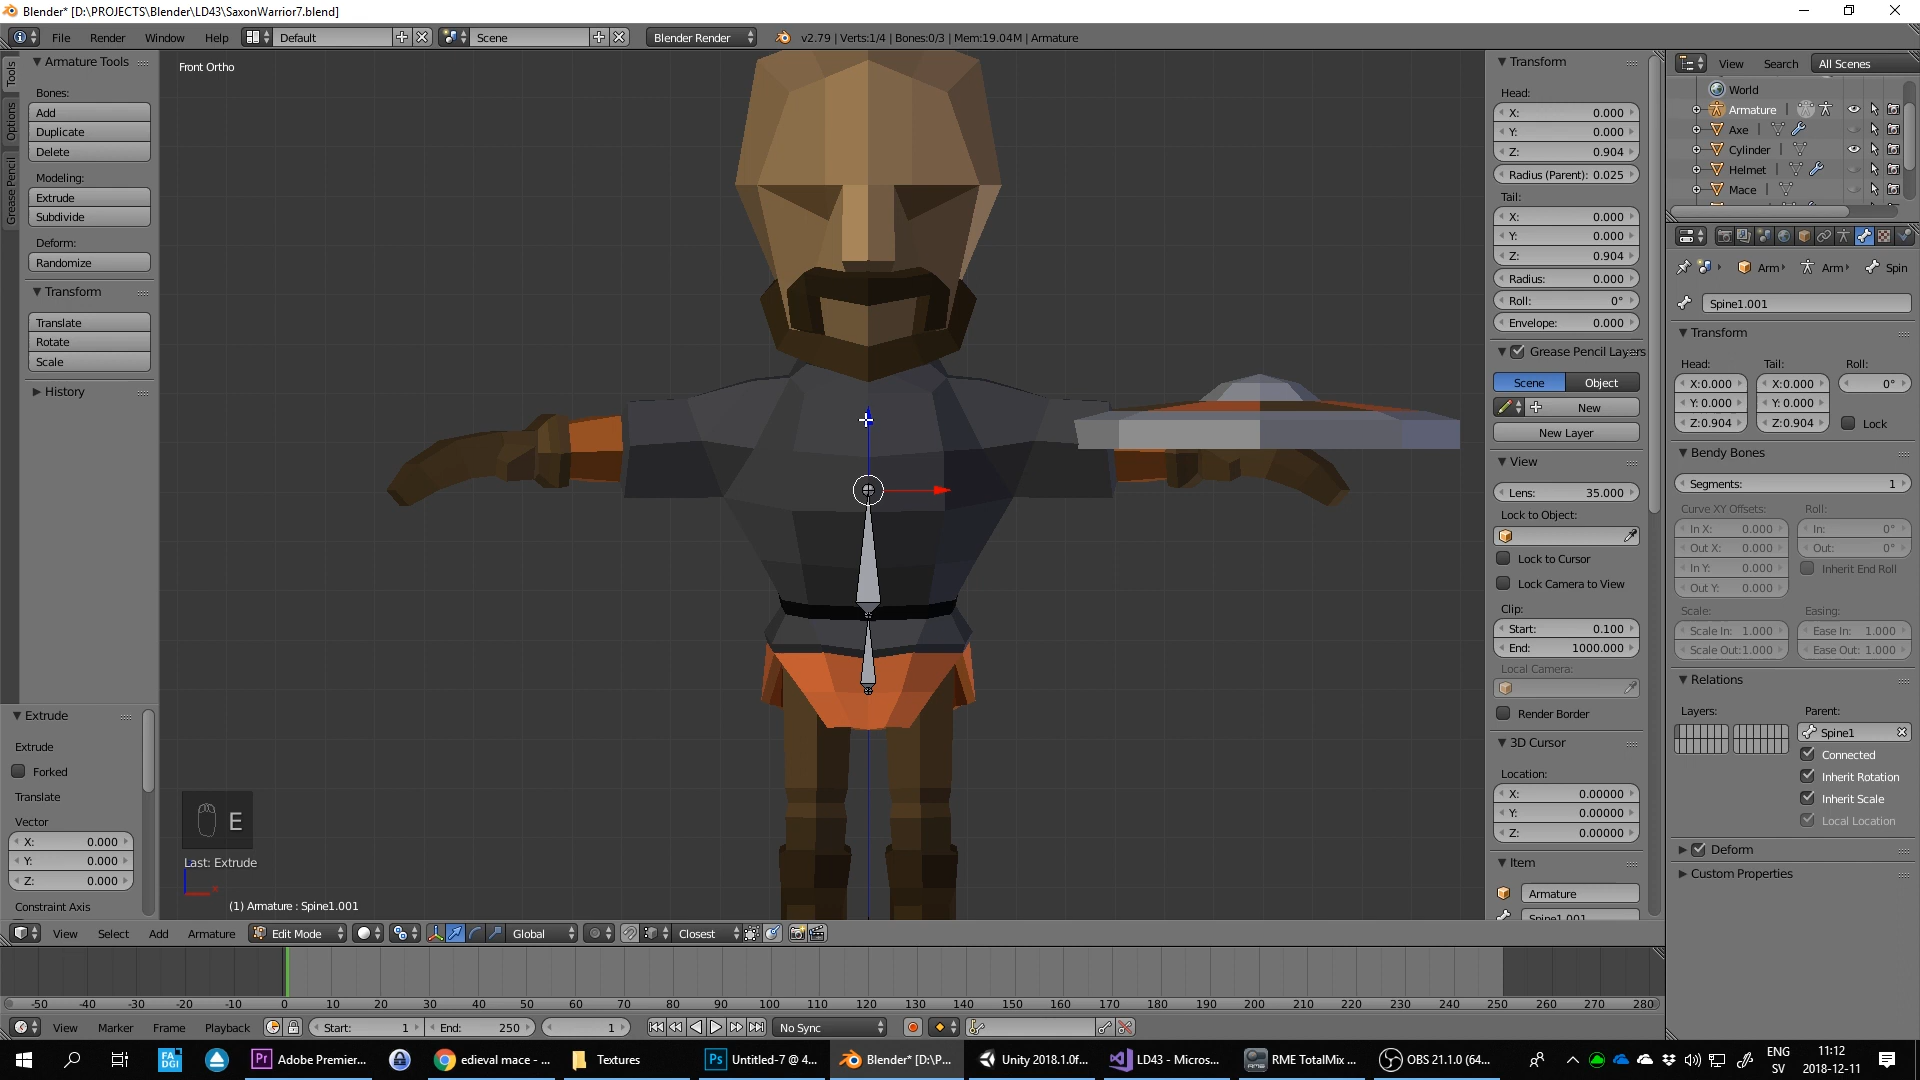 Blender* [D:\PROJECTS\Blender\LD43\SaxonWarrior7.blend]
File Render Window Help Default Scene Blender Render v2.79 | Verts:1/4 | Bones:0/3 | Mem:19.04M | Armature
Tools
Options
Grease Pencil
Armature Tools
Bones:
Add
Duplicate
Delete
Modeling:
Extrude
Subdivide
Deform:
Randomize
Transform
Translate
Rotate
Scale
History
Extrude
Extrude
Forked
Translate
Vector
X: 0.000
Y: 0.000
Z: 0.000
Constraint Axis
Front Ortho
E
Last: Extrude
(1) Armature : Spine1.001
Transform
Head:
X: 0.000
Y: 0.000
Z: 0.904
Radius (Parent): 0.025
Tail:
X: 0.000
Y: 0.000
Z: 0.904
Radius: 0.000
Roll: 0°
Envelope: 0.000
Grease Pencil Layers
Scene Object
New
New Layer
View
Lens: 35.000
Lock to Object:
Lock to Cursor
Lock Camera to View
Clip:
Start: 0.100
End: 1000.000
Local Camera:
Render Border
3D Cursor
Location:
X: 0.00000
Y: 0.00000
Z: 0.00000
Item
Armature
Spine1.001
View Search All Scenes
World
Armature
Axe
Cylinder
Helmet
Mace
Arm Arm Spin
Spine1.001
Transform
Head: Tail: Roll:
X:0.000 X:0.000 0°
Y: 0.000 Y: 0.000
Z:0.904 Z:0.904 Lock
Bendy Bones
Segments: 1
Curve XY Offsets: Roll:
In X: 0.000 In: 0°
Out X: 0.000 Out: 0°
In Y: 0.000 Inherit End Roll
Out Y: 0.000
Scale: Easing:
Scale In: 1.000 Ease In: 1.000
Scale Out:1.000 Ease Out: 1.000
Relations
Layers: Parent:
Spine1
Connected
Inherit Rotation
Inherit Scale
Local Location
Deform
Custom Properties
View Select Add Armature Edit Mode Global Closest
-50 -40 -30 -20 -10 0 10 20 30 40 50 60 70 80 90 100 110 120 130 140 150 160 170 180 190 200 210 220 230 240 250 260 270 280
View Marker Frame Playback Start: 1 End: 250 1 No Sync
FA
DGI
Pr Adobe Premier... edieval mace - ... Textures Ps Untitled-7 @ 4... Blender* [D:\P... Unity 2018.1.0f... LD43 - Micros... RME TotalMix ... OBS 21.1.0 (64...
ENG 11:12
SV 2018-12-11